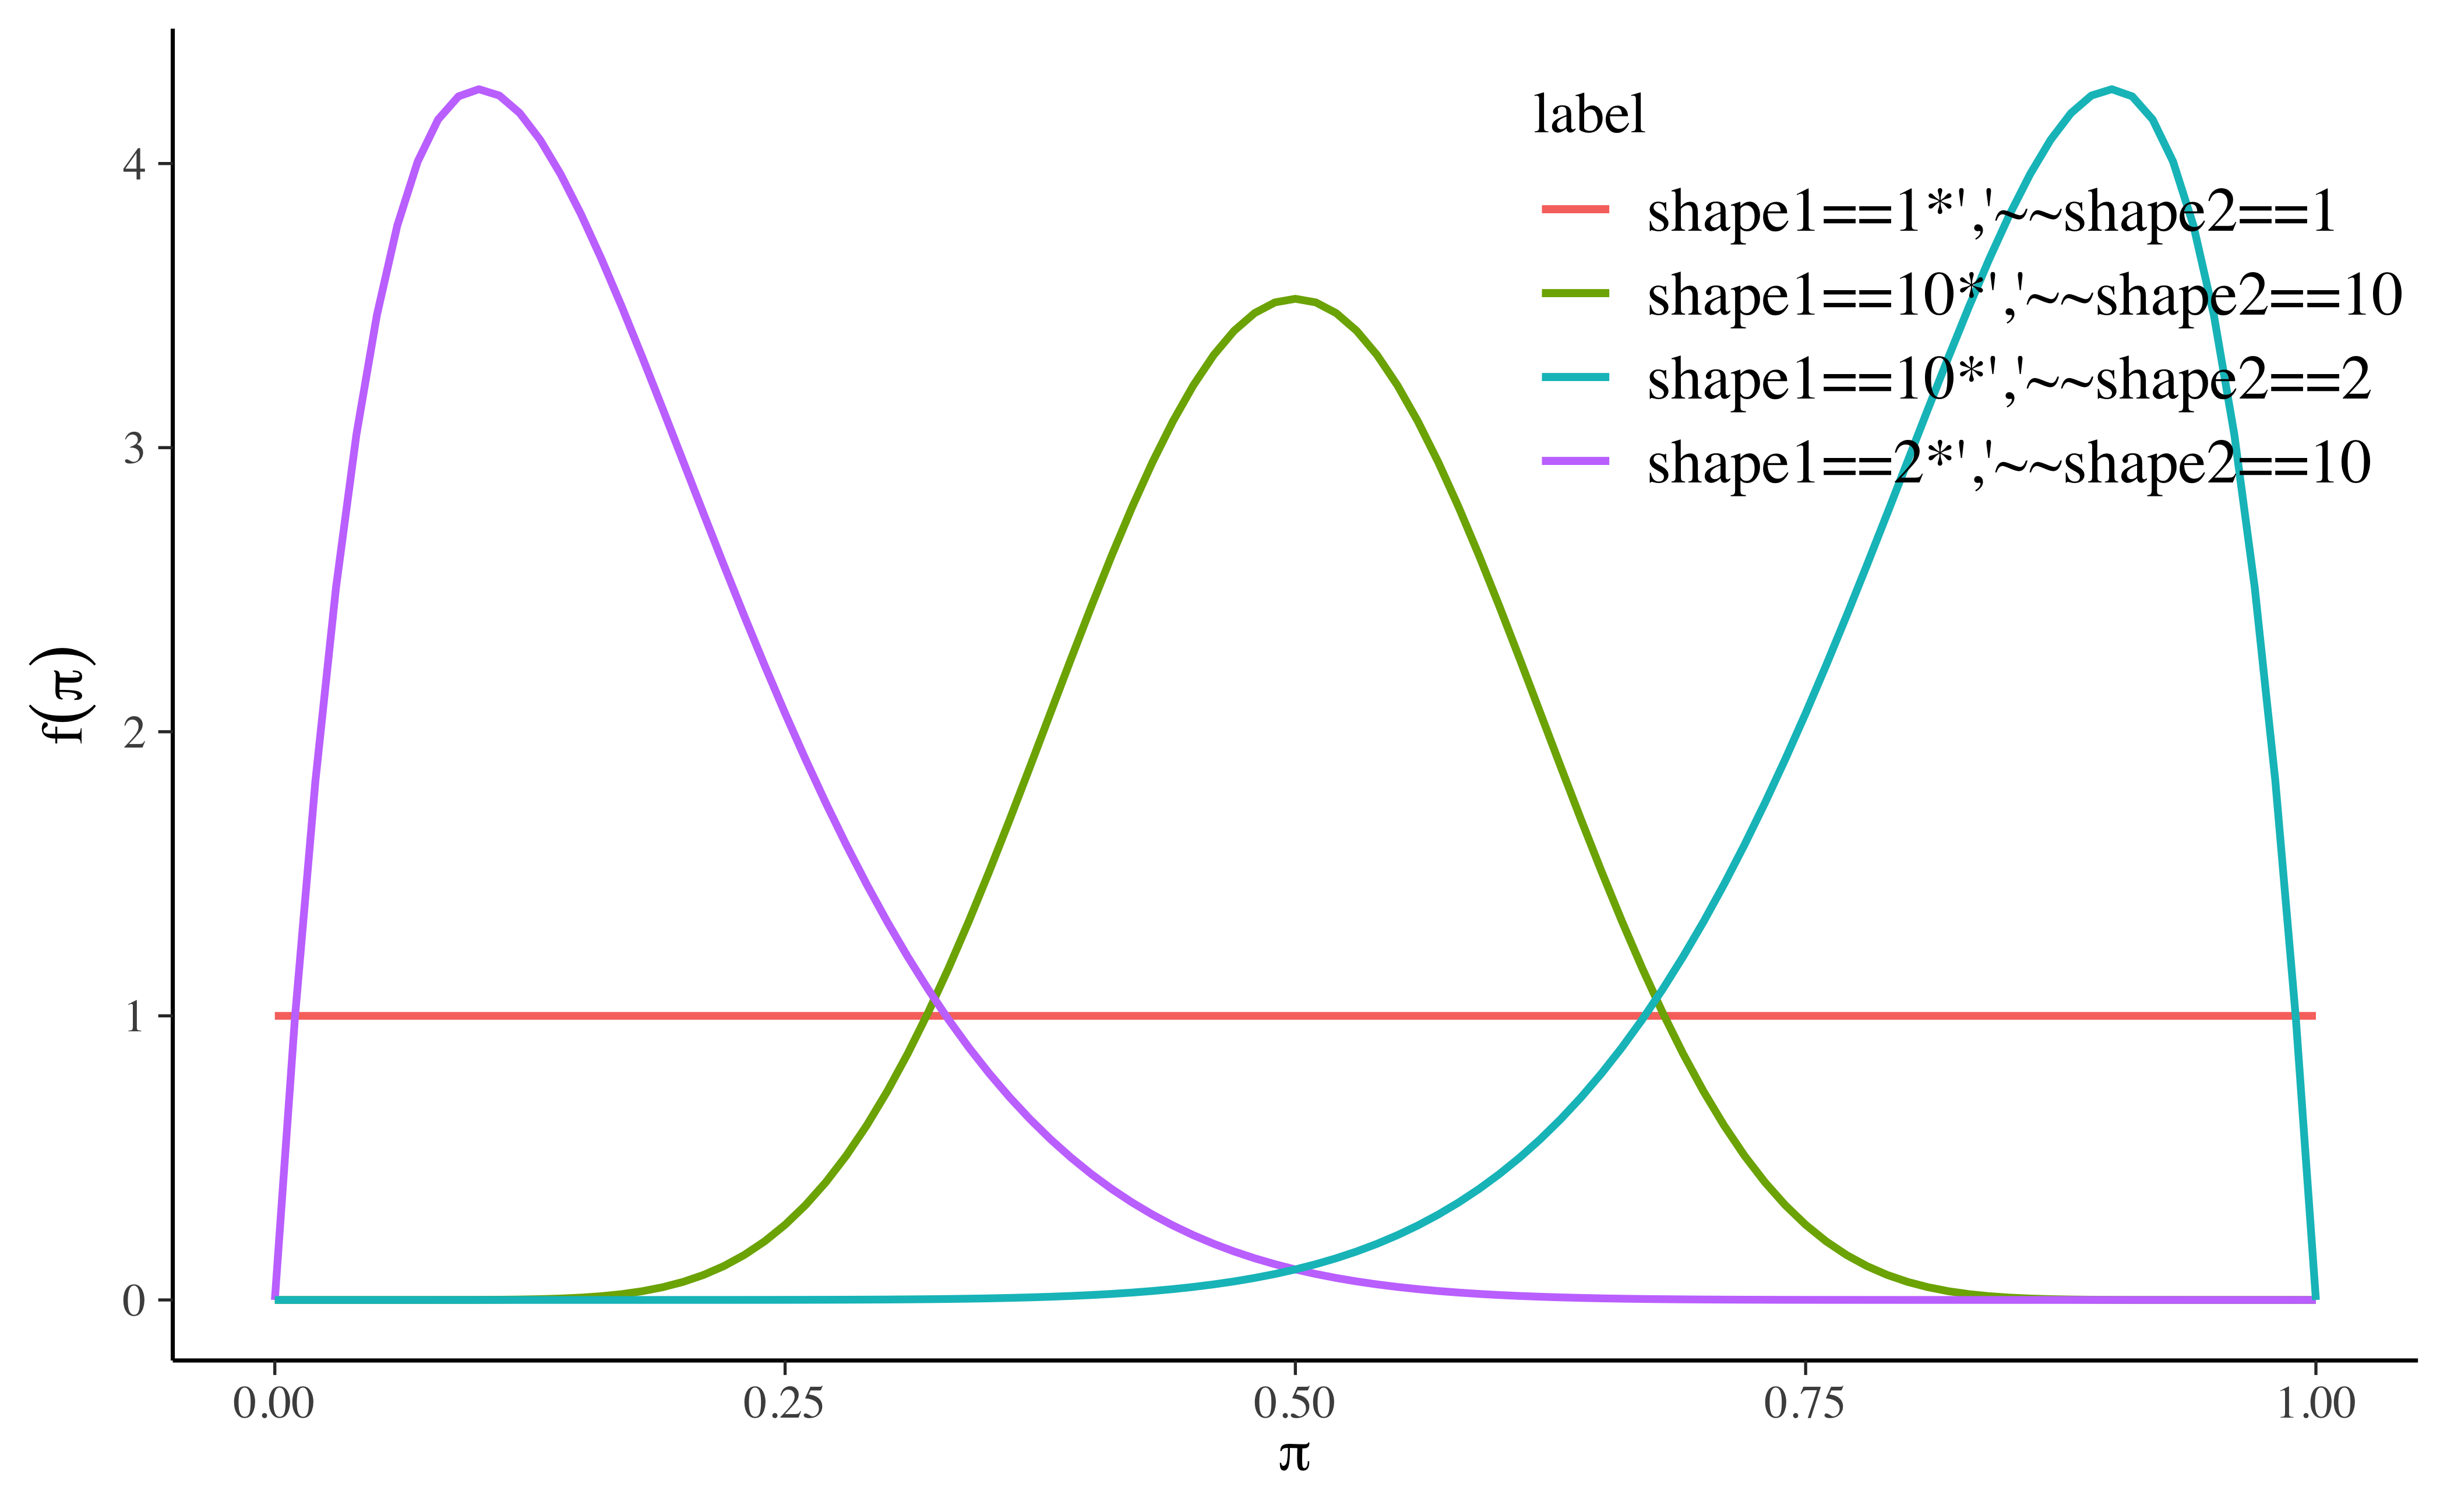 label
shape1==1*','~~shape2==1
shape1==10*','~~shape2==10
shape1==10*','~~shape2==2
shape1==2*','~~shape2==10
f(π)
4
3
2
1
0
0.00 0.25 0.50 0.75 1.00
π